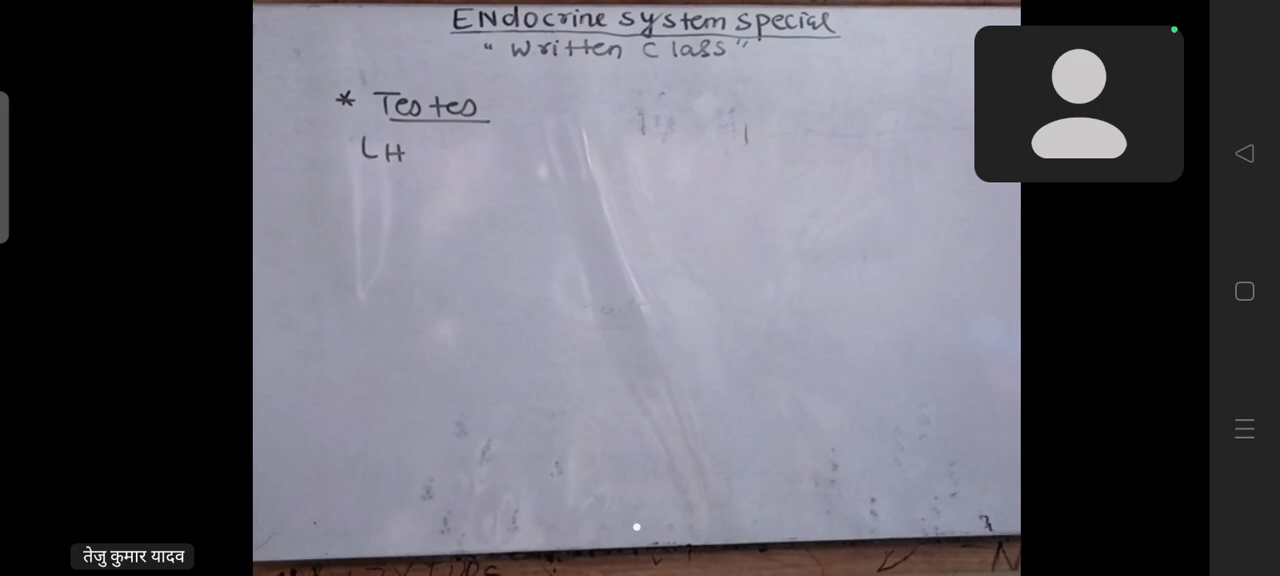 Endocrine system special
"Written Class"
* Testes
LH
तेजु कुमार यादव